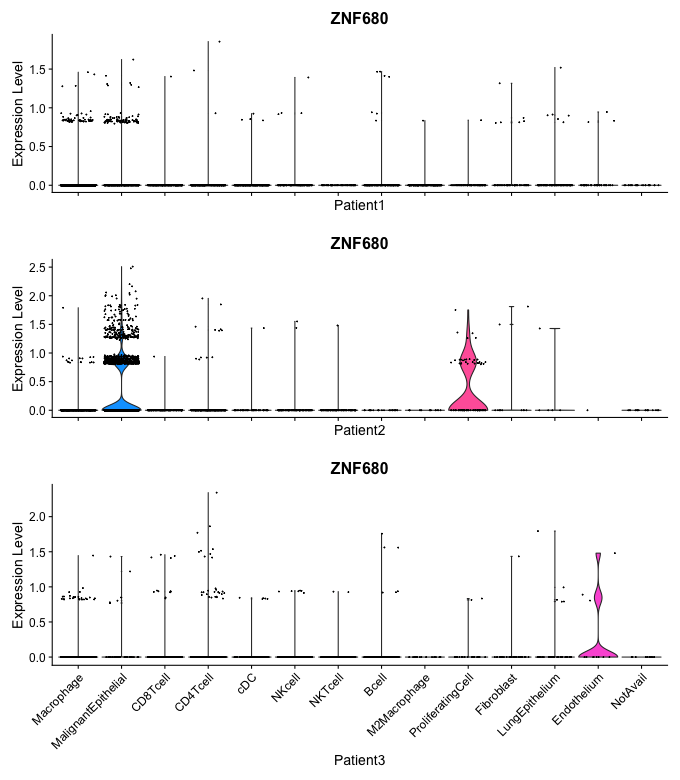 ZNF680
Expression Level
1.5
1.0
0.5
0.0
Patient1
ZNF680
Expression Level
2.5
2.0
1.5
1.0
0.5
0.0
Patient2
ZNF680
Expression Level
2.0
1.5
1.0
0.5
0.0
Macrophage
MalignantEpithelial
CD8Tcell
CD4Tcell
cDC
NKcell
NKTcell
Bcell
M2Macrophage
ProliferatingCell
Fibroblast
LungEpithelium
Endothelium
NotAvail
Patient3